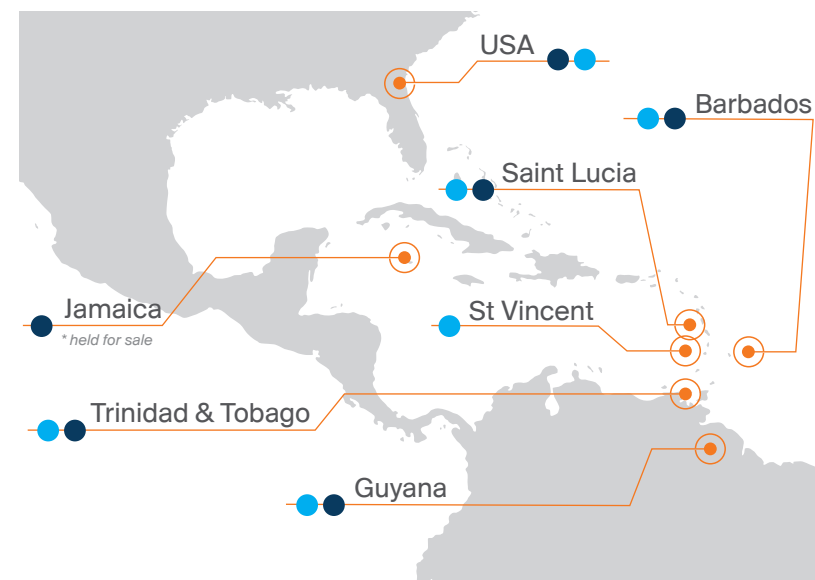 USA
Barbados
Saint Lucia
Jamaica
* held for sale
St Vincent
Trinidad & Tobago
Guyana